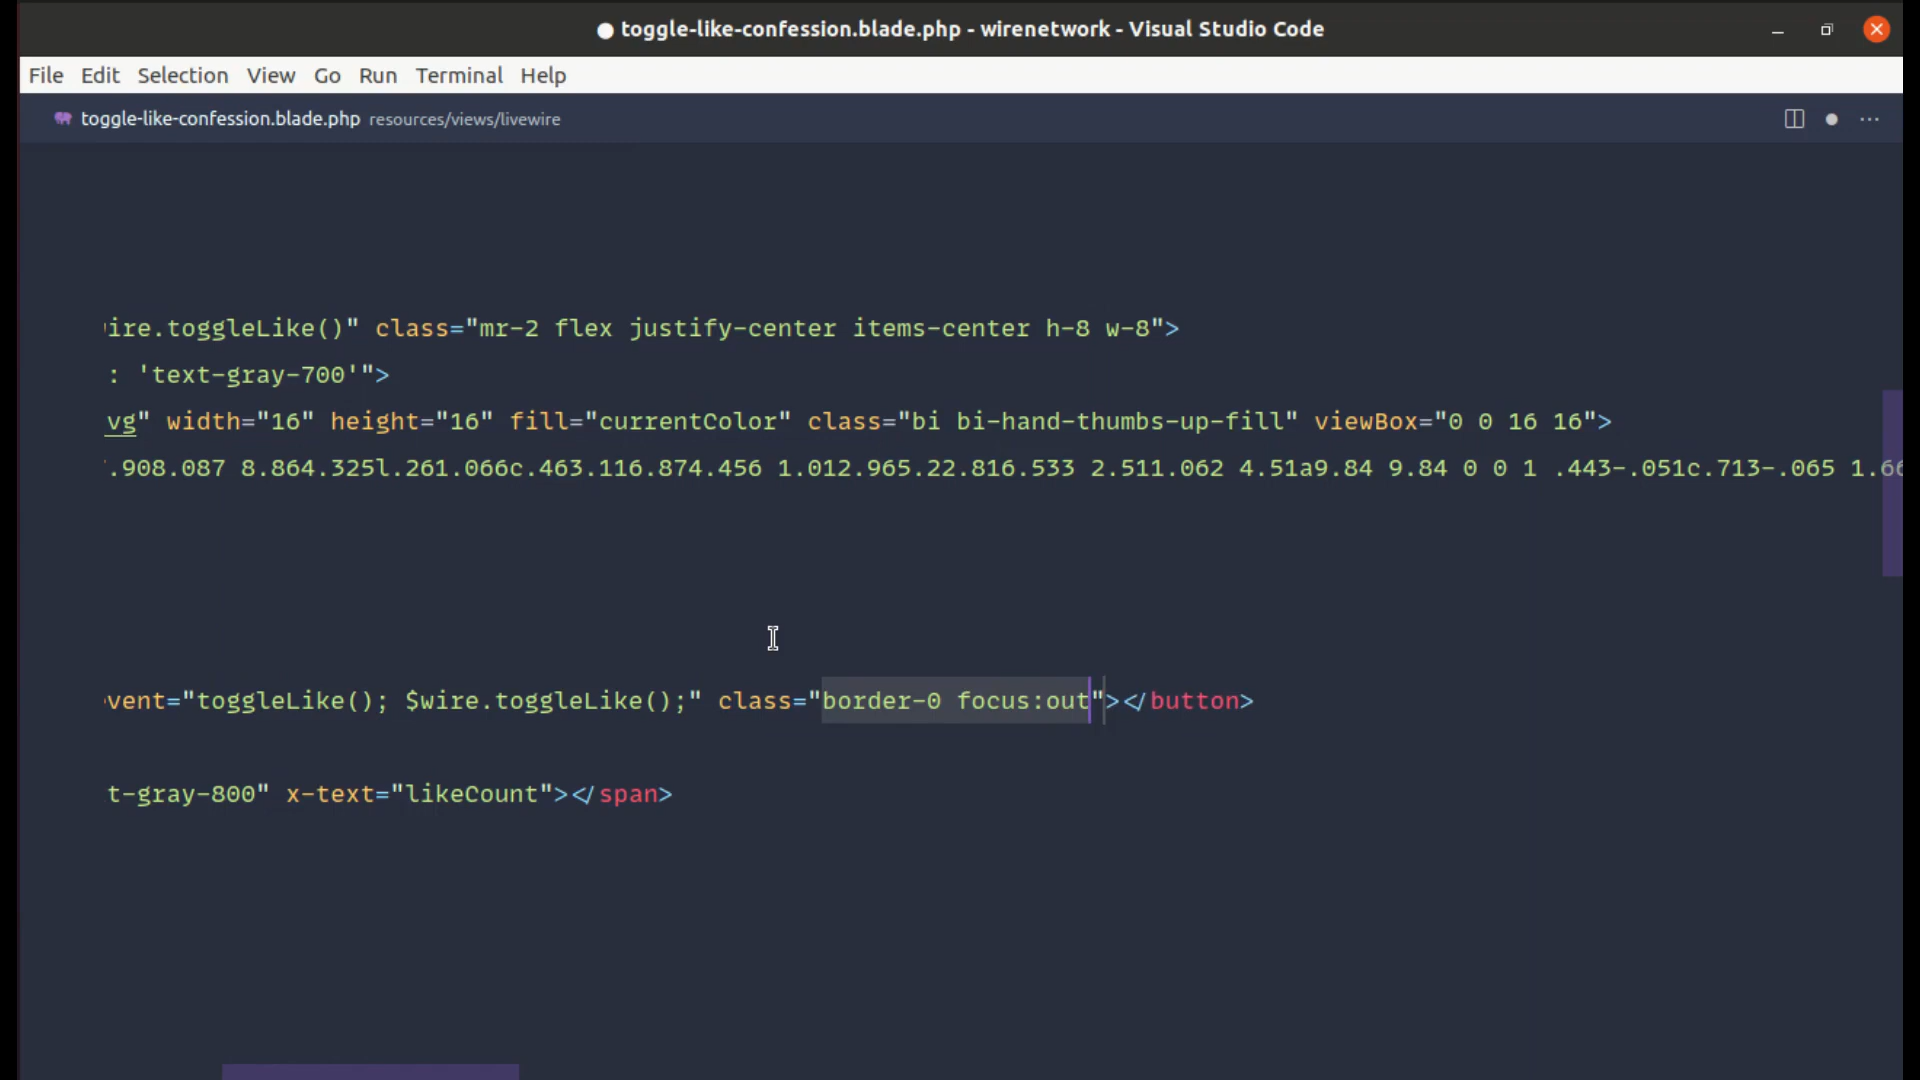 ● toggle-like-confession.blade.php - wirenetwork - Visual Studio Code
File Edit Selection View Go Run Terminal Help
toggle-like-confession.blade.php resources/views/livewire
ire.toggleLike()" class="mr-2 flex justify-center items-center h-8 w-8">
: 'text-gray-700'">
vg" width="16" height="16" fill="currentColor" class="bi bi-hand-thumbs-up-fill" viewBox="0 0 16 16">
.908.087 8.864.325l.261.066c.463.116.874.456 1.012.965.22.816.533 2.511.062 4.51a9.84 9.84 0 0 1 .443-.051c.713-.065 1.66
vent="toggleLike(); $wire.toggleLike();" class="border-0 focus:out"></button>
t-gray-800" x-text="likeCount"></span>